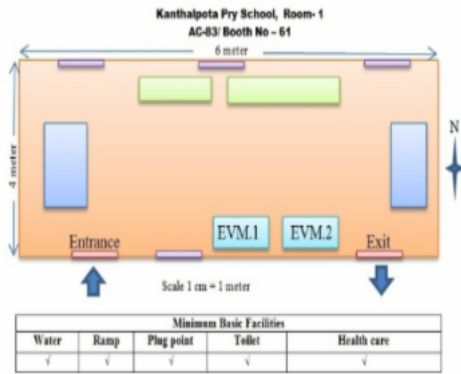 Kanthalpota Pry School, Room- 1
AC-83/ Booth No – 61
6 meter
4 meter
N
EVM.1 EVM.2
Entrance Exit
Scale 1 cm = 1 meter
Minimum Basic Facilities
Water Ramp Plug point Toilet Health care
√ √ √ √ √